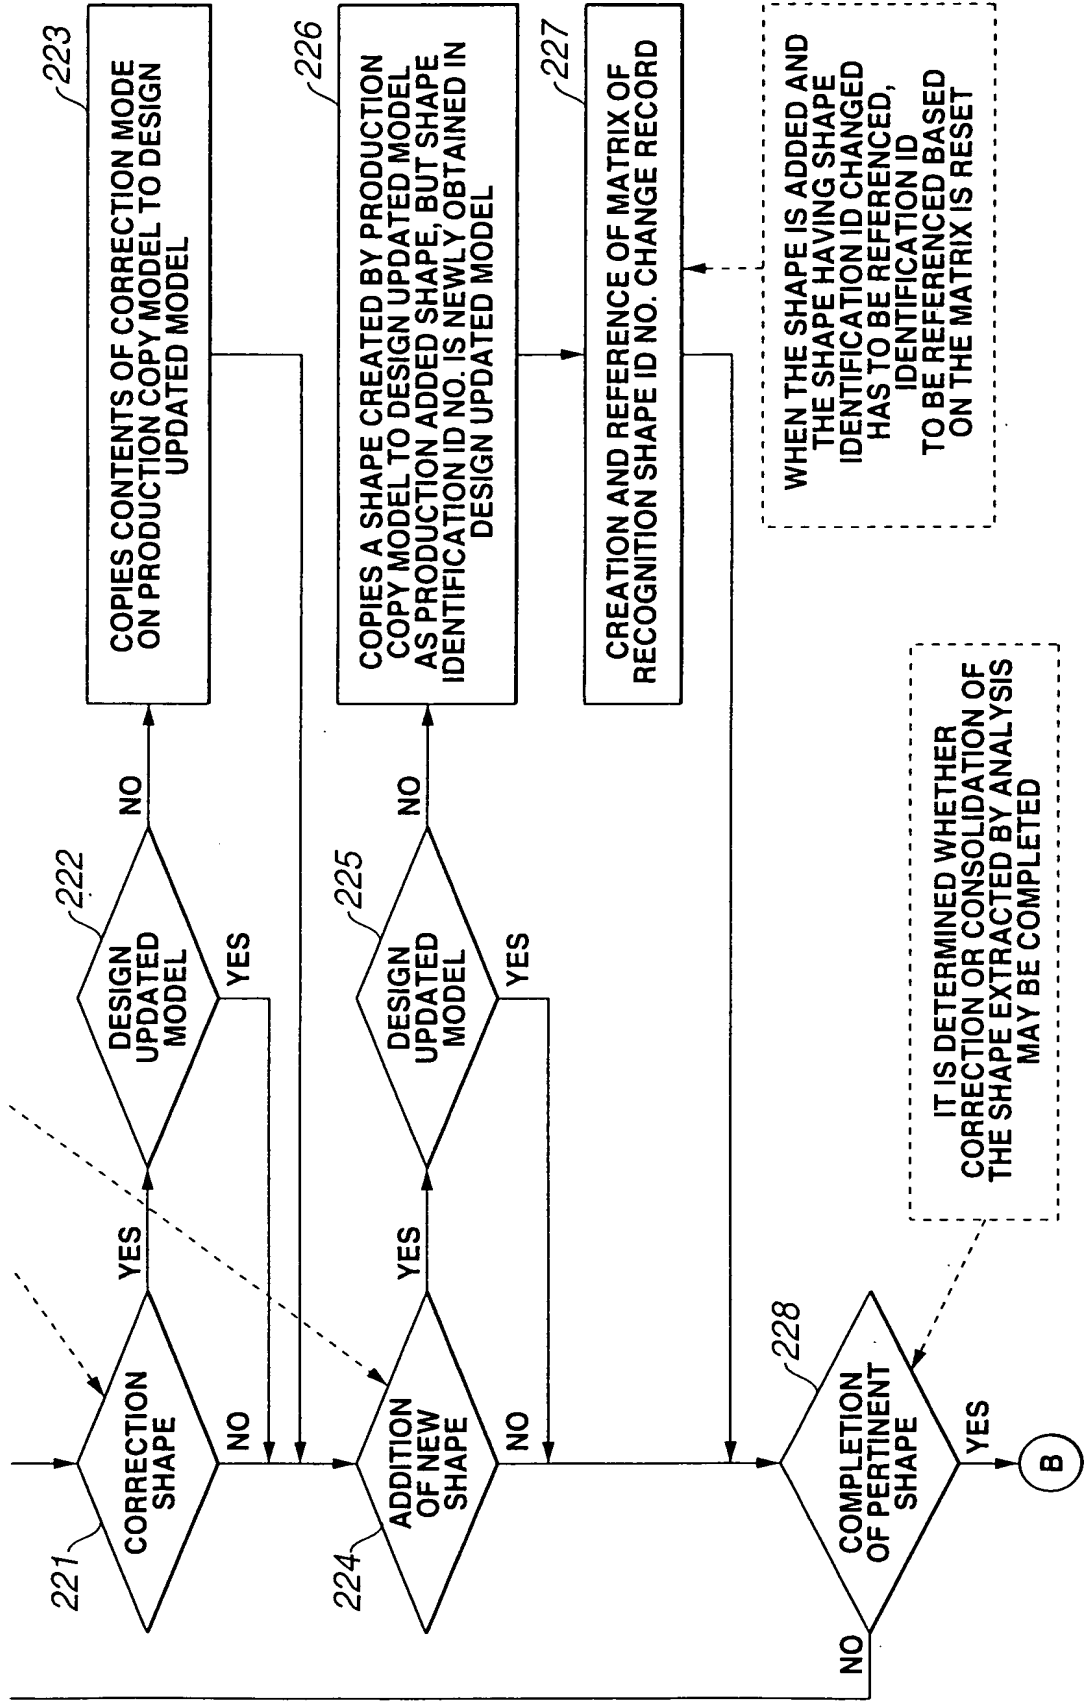 221
CORRECTION
SHAPE
YES
NO
222
DESIGN
UPDATED
MODEL
NO
YES
223
COPIES CONTENTS OF CORRECTION MODE
ON PRODUCTION COPY MODEL TO DESIGN
UPDATED MODEL
224
ADDITION
OF NEW
SHAPE
YES
NO
225
DESIGN
UPDATED
MODEL
NO
YES
226
COPIES A SHAPE CREATED BY PRODUCTION
COPY MODEL TO DESIGN UPDATED MODEL
AS PRODUCTION ADDED SHAPE, BUT SHAPE
IDENTIFICATION ID NO. IS NEWLY OBTAINED IN
DESIGN UPDATED MODEL
227
CREATION AND REFERENCE OF MATRIX OF
RECOGNITION SHAPE ID NO. CHANGE RECORD
WHEN THE SHAPE IS ADDED AND
THE SHAPE HAVING SHAPE
IDENTIFICATION ID CHANGED
HAS TO BE REFERENCED,
IDENTIFICATION ID
TO BE REFERENCED BASED
ON THE MATRIX IS RESET
228
COMPLETION
OF PERTINENT
SHAPE
NO
YES
B
IT IS DETERMINED WHETHER
CORRECTION OR CONSOLIDATION OF
THE SHAPE EXTRACTED BY ANALYSIS
MAY BE COMPLETED